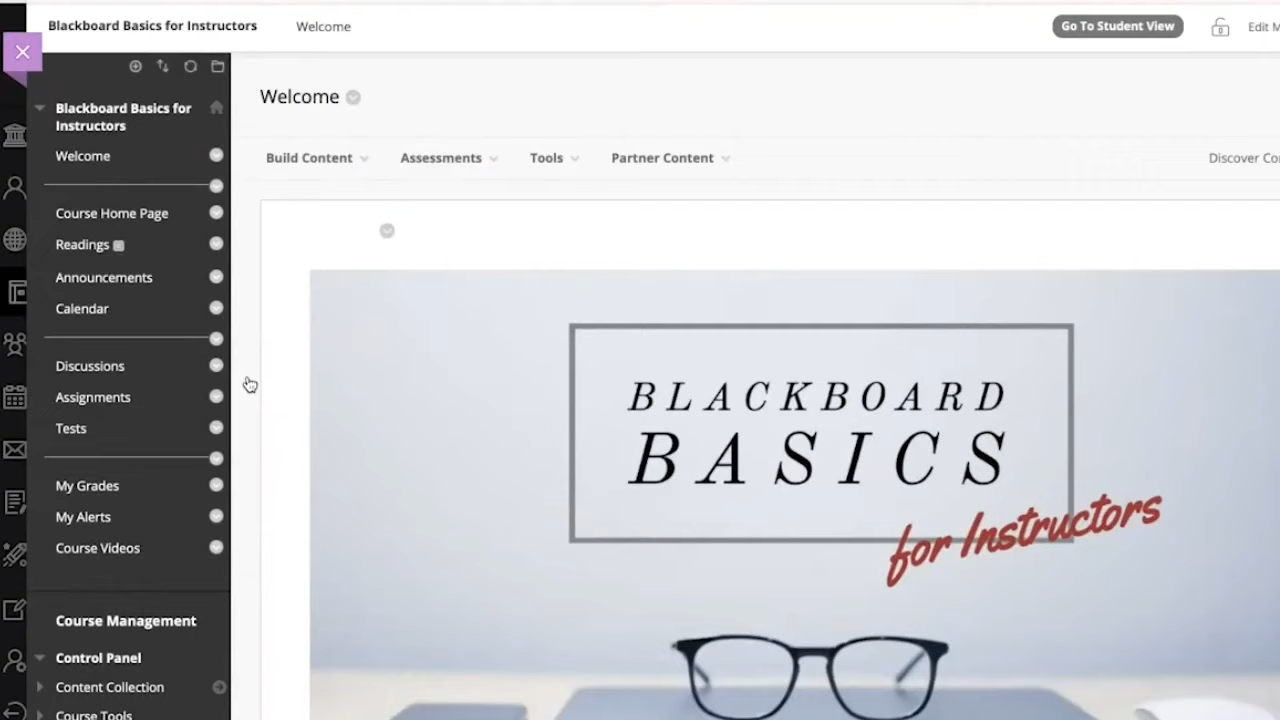 Blackboard Basics for Instructors
Welcome
Go To Student View
Edit
Blackboard Basics for
Instructors
Welcome
Course Home Page
Readings
Announcements
Calendar
Discussions
Assignments
Tests
My Grades
My Alerts
Course Videos
Course Management
Control Panel
Content Collection
Course Tools
Welcome
Build Content
Assessments
Tools
Partner Content
Discover
BLACKBOARD
BASICS
for Instructors